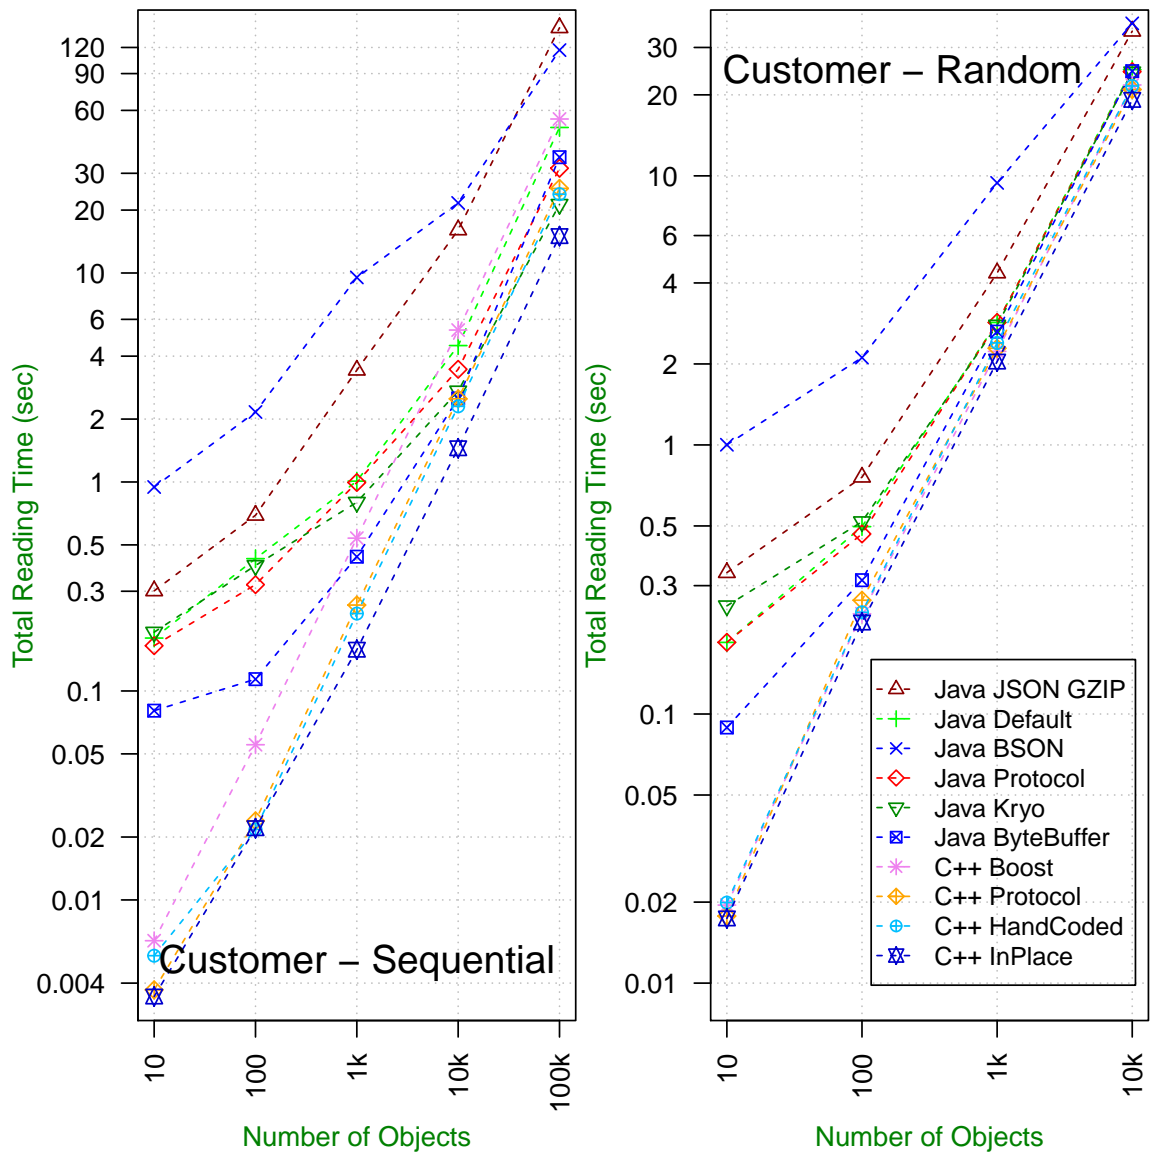 120
90
60
30
20
10
6
4
2
1
0.5
0.3
0.1
0.05
0.02
0.01
0.004
Total Reading Time (sec)
Customer – Sequential
10
100
1k
10k
100k
Number of Objects
30
20
10
6
4
2
1
0.5
0.3
0.1
0.05
0.02
0.01
Total Reading Time (sec)
Customer – Random
Java JSON GZIP
Java Default
Java BSON
Java Protocol
Java Kryo
Java ByteBuffer
C++ Boost
C++ Protocol
C++ HandCoded
C++ InPlace
10
100
1k
10k
Number of Objects